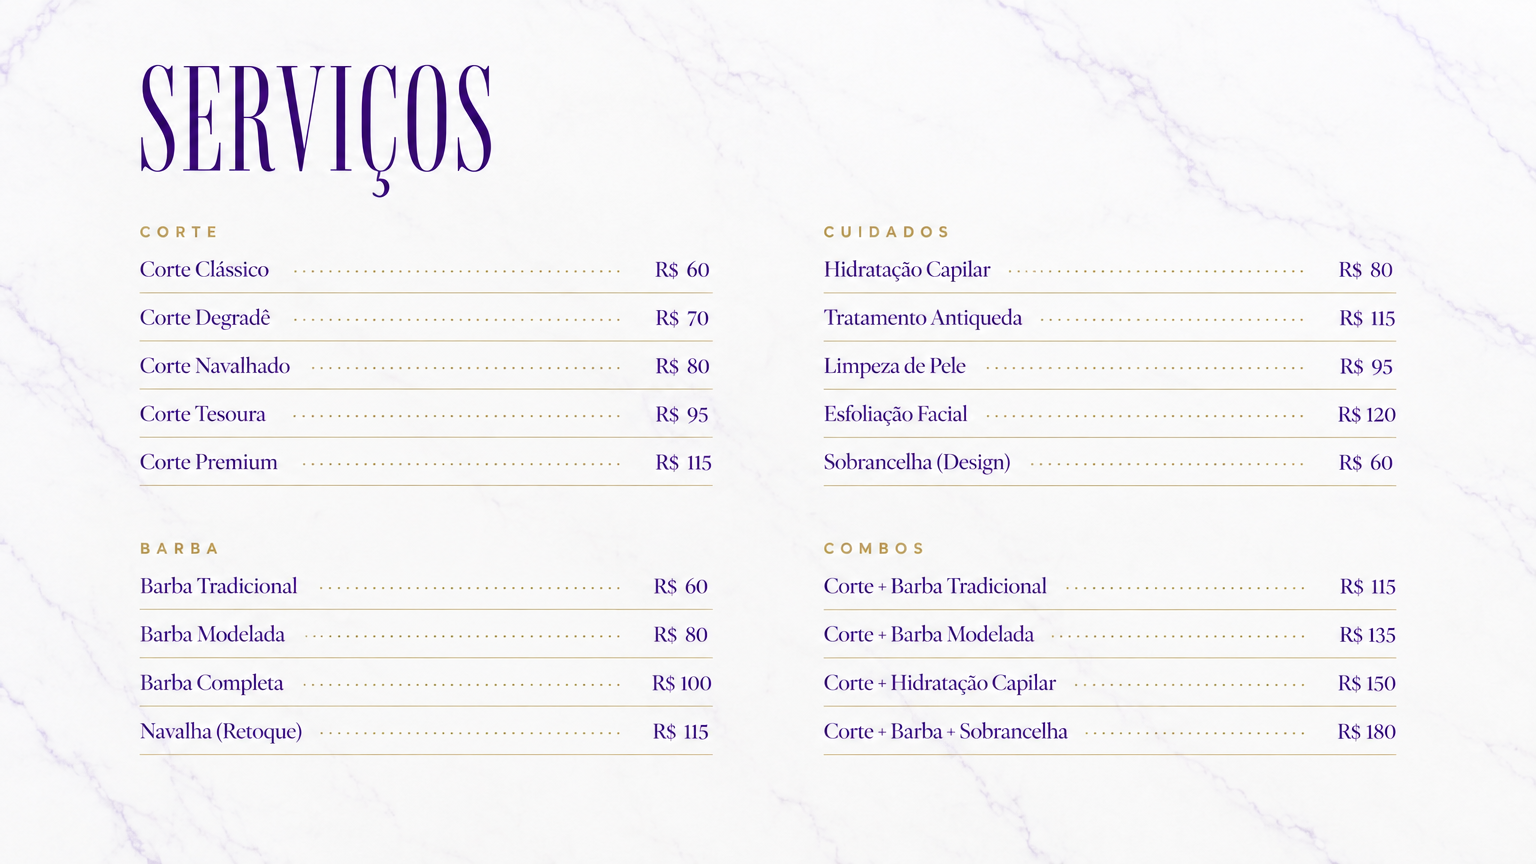 SERVIÇOS
CORTE
Corte Clássico R$ 60
Corte Degradê R$ 70
Corte Navalhado R$ 80
Corte Tesoura R$ 95
Corte Premium R$ 115
BARBA
Barba Tradicional R$ 60
Barba Modelada R$ 80
Barba Completa R$ 100
Navalha (Retoque) R$ 115
CUIDADOS
Hidratação Capilar R$ 80
Tratamento Antiqueda R$ 115
Limpeza de Pele R$ 95
Esfoliação Facial R$ 120
Sobrancelha (Design) R$ 60
COMBOS
Corte + Barba Tradicional R$ 115
Corte + Barba Modelada R$ 135
Corte + Hidratação Capilar R$ 150
Corte + Barba + Sobrancelha R$ 180